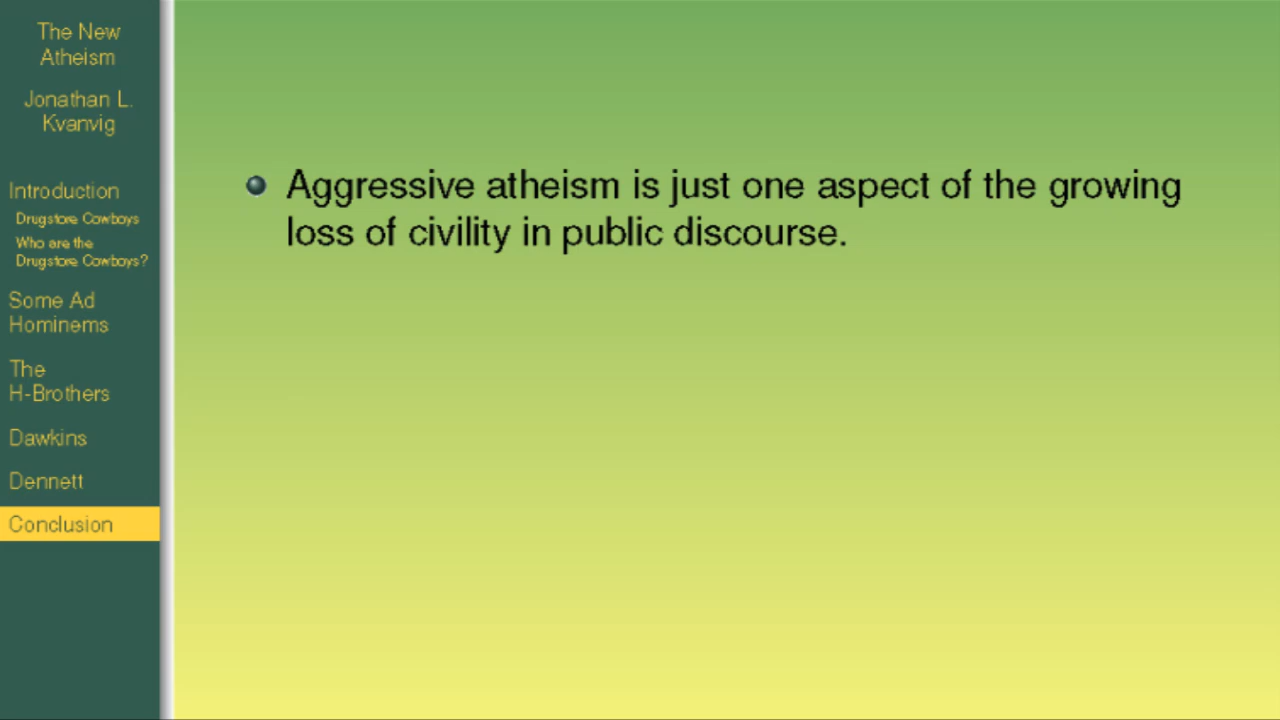 The New
Atheism
Jonathan L.
Kvanvig
Introduction
Drugstore Cowboys
Who are the
Drugstore Cowboys?
Some Ad
Hominems
The
H-Brothers
Dawkins
Dennett
Conclusion
Aggressive atheism is just one aspect of the growing
loss of civility in public discourse.